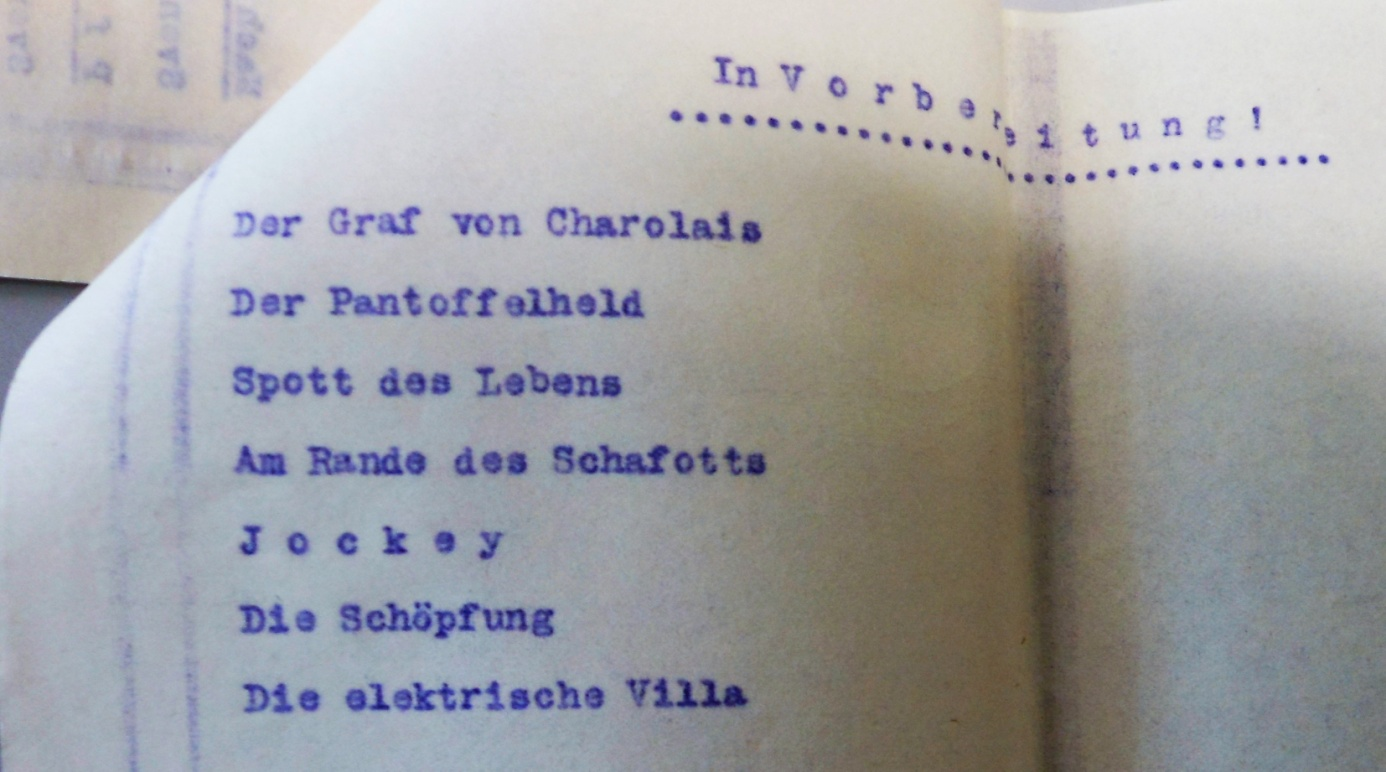 In Vorbereitung!
Der Graf von Charolais
Der Pantoffelheld
Spott des Lebens
Am Rande des Schafotts
Jockey
Die Schöpfung
Die elektrische Villa